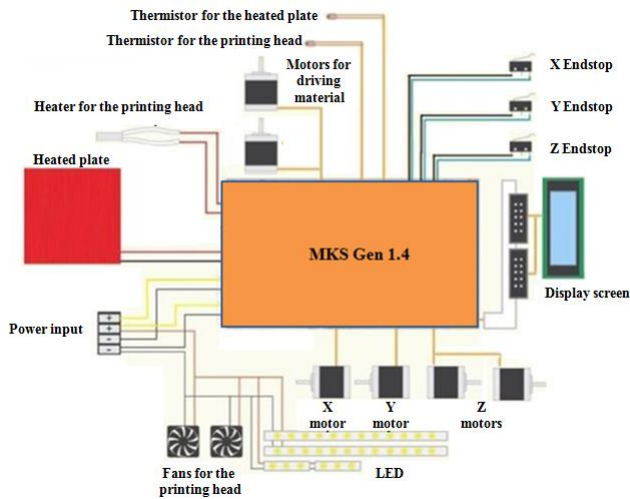 Thermistor for the heated plate
Thermistor for the printing head
Motors for
driving
material
X Endstop
Heater for the printing head
Y Endstop
Heated plate
Z Endstop
MKS Gen 1.4
Display screen
Power input
+
+
-
-
X
motor
Y
motor
Z
motors
Fans for the
printing head
LED